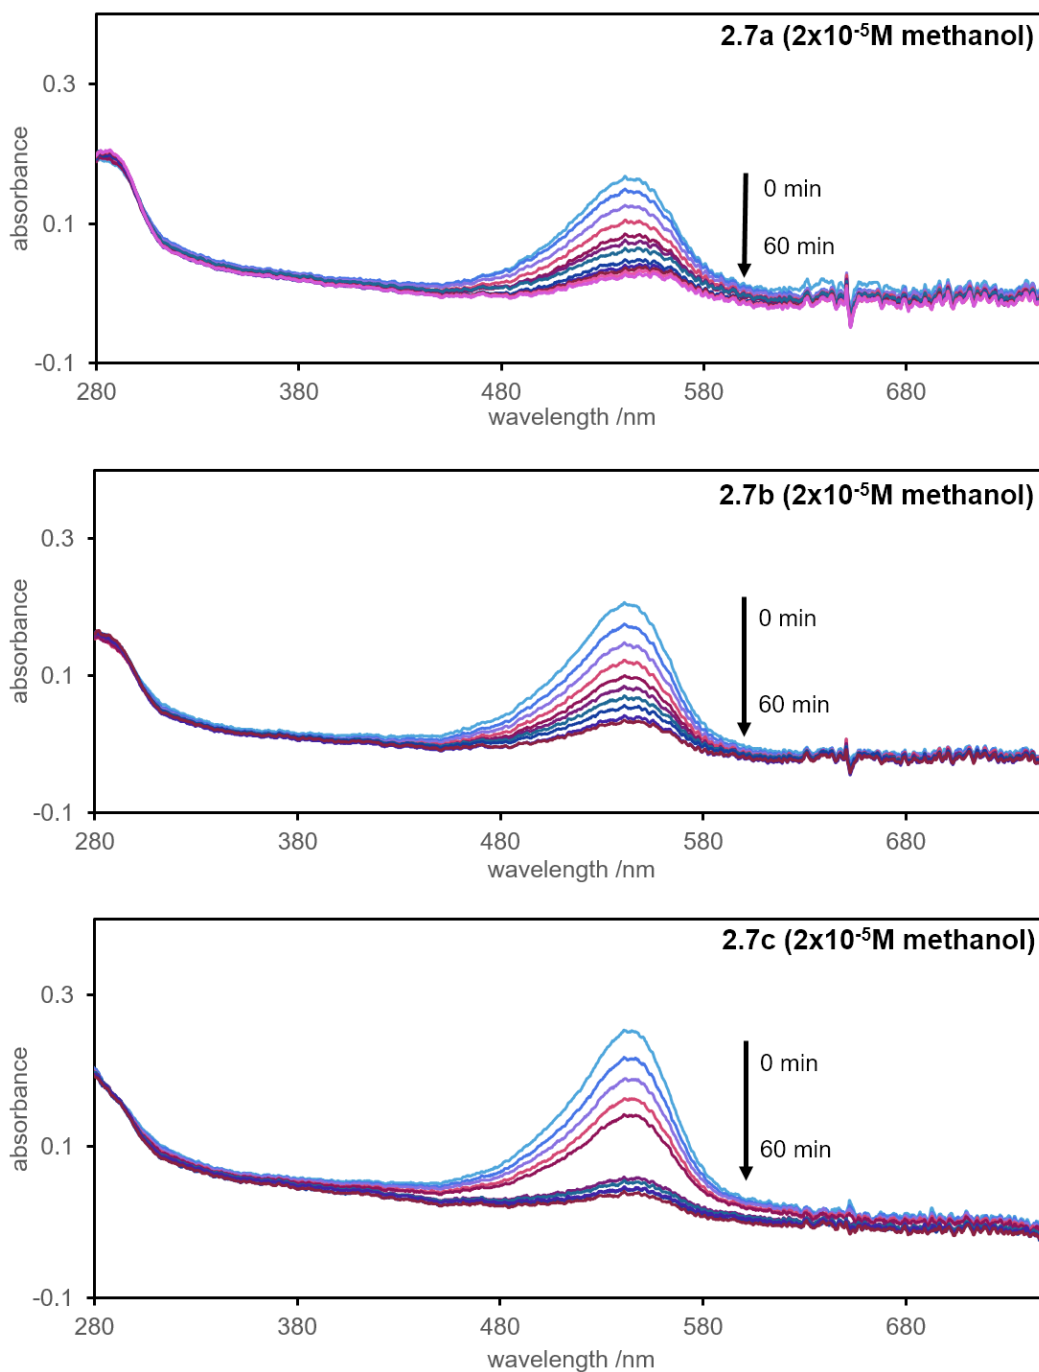 2.7a (2x10⁻⁵M methanol)
0.3
absorbance
0.1
0 min
60 min
-0.1
280 380 480 580 680
wavelength /nm
2.7b (2x10⁻⁵M methanol)
0.3
absorbance
0.1
0 min
60 min
-0.1
280 380 480 580 680
wavelength /nm
2.7c (2x10⁻⁵M methanol)
0.3
absorbance
0.1
0 min
60 min
-0.1
280 380 480 580 680
wavelength /nm